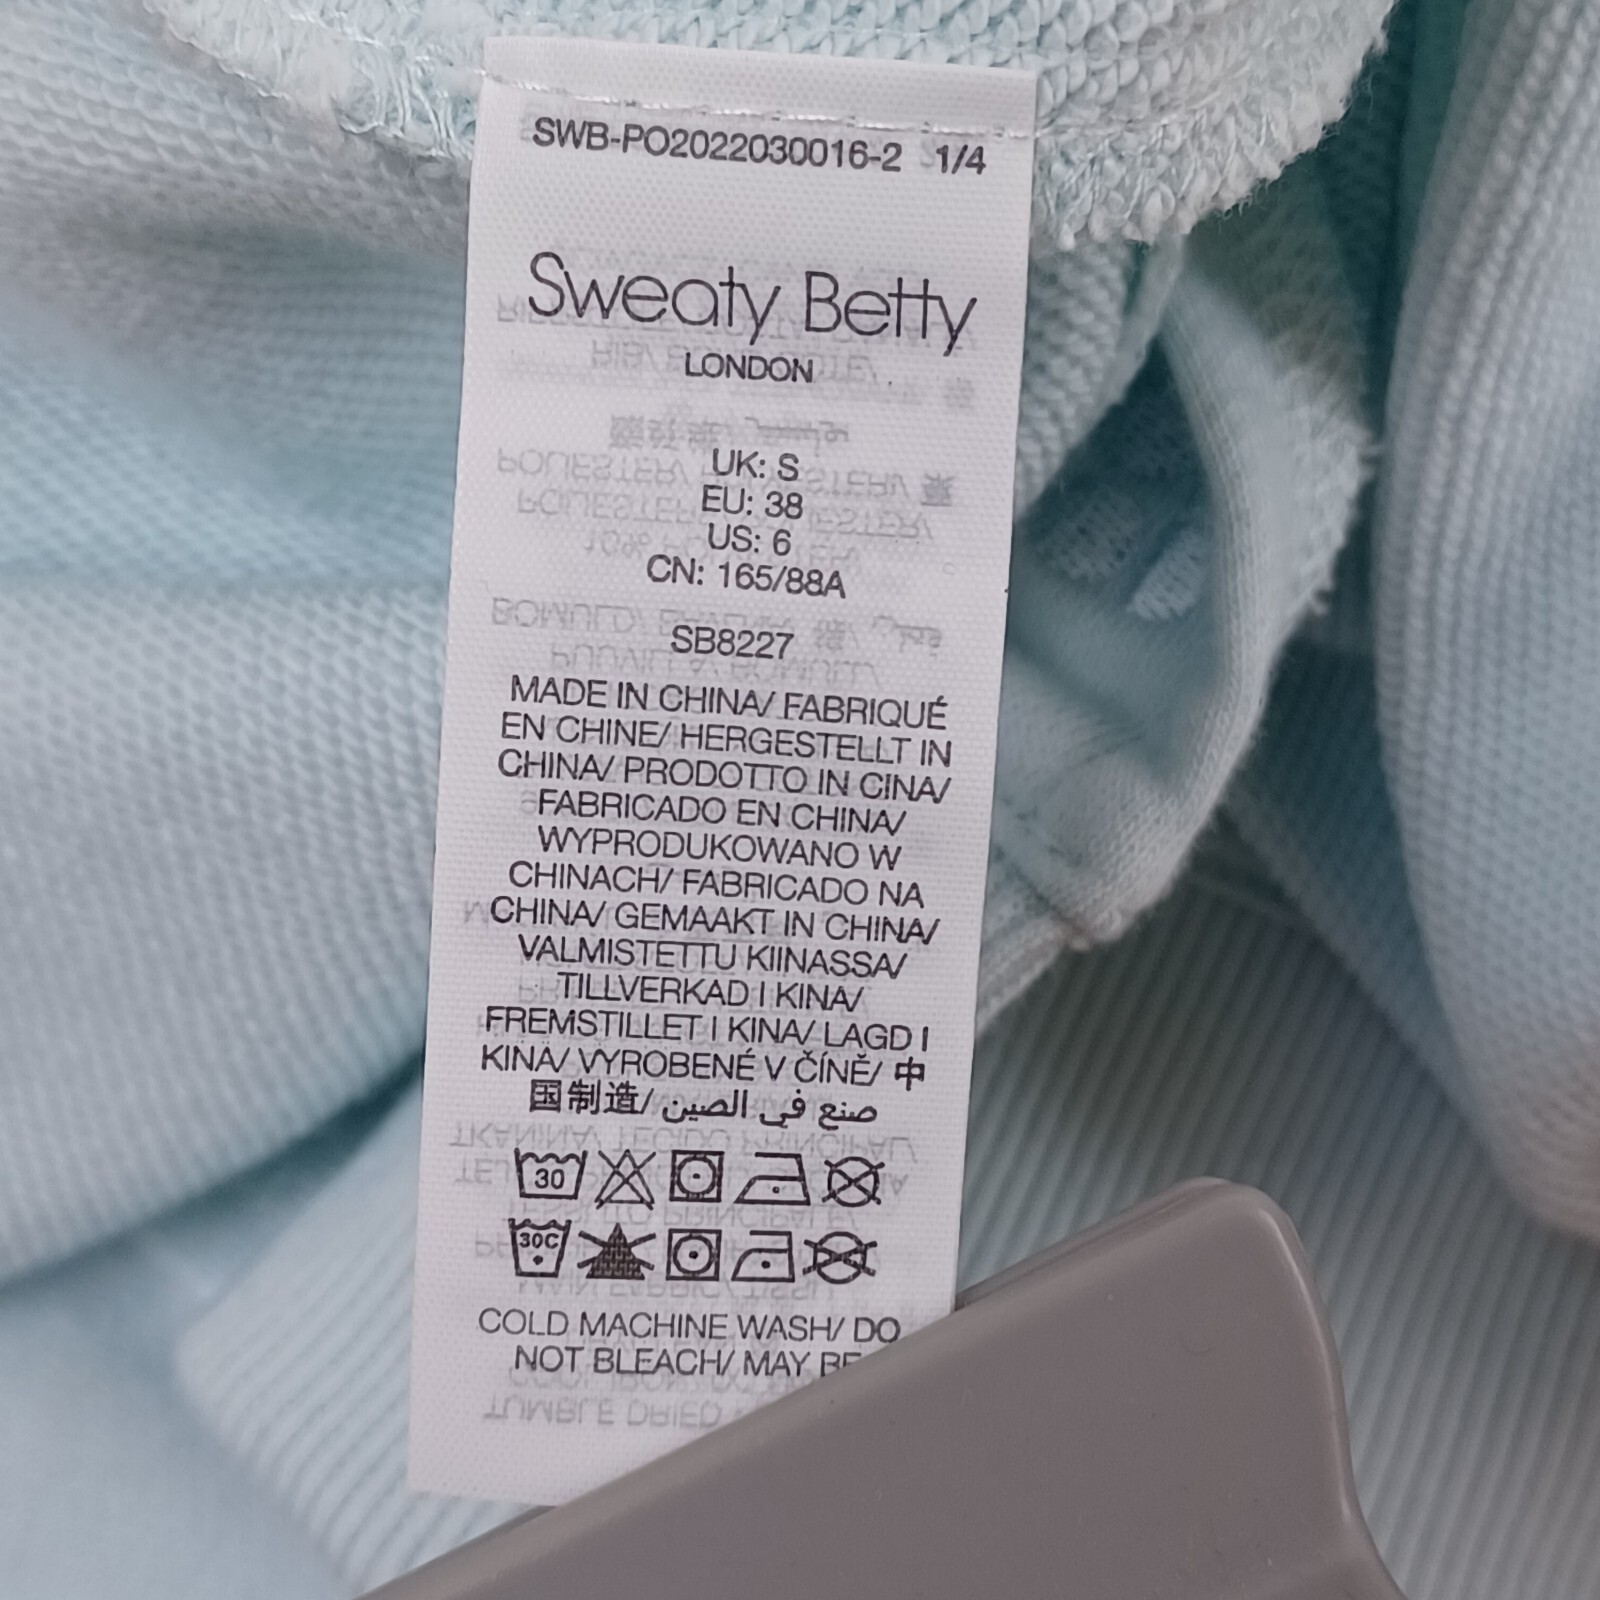 SWB-PO2022030016-2 1/4
Sweaty Betty
LONDON
UK: S
EU: 38
US: 6
CN: 165/88A
SB8227
MADE IN CHINA/ FABRIQUÉ
EN CHINE/ HERGESTELLT IN
CHINA/ PRODOTTO IN CINA/
FABRICADO EN CHINA/
WYPRODUKOWANO W
CHINACH/ FABRICADO NA
CHINA/ GEMAAKT IN CHINA/
VALMISTETTU KIINASSA/
TILLVERKAD I KINA/
FREMSTILLET I KINA/ LAGD I
KINA/ VYROBENÉ V ČÍNĚ/ 中
国制造/ صنع في الصين
30
30C
COLD MACHINE WASH/ DO
NOT BLEACH/ MAY BE